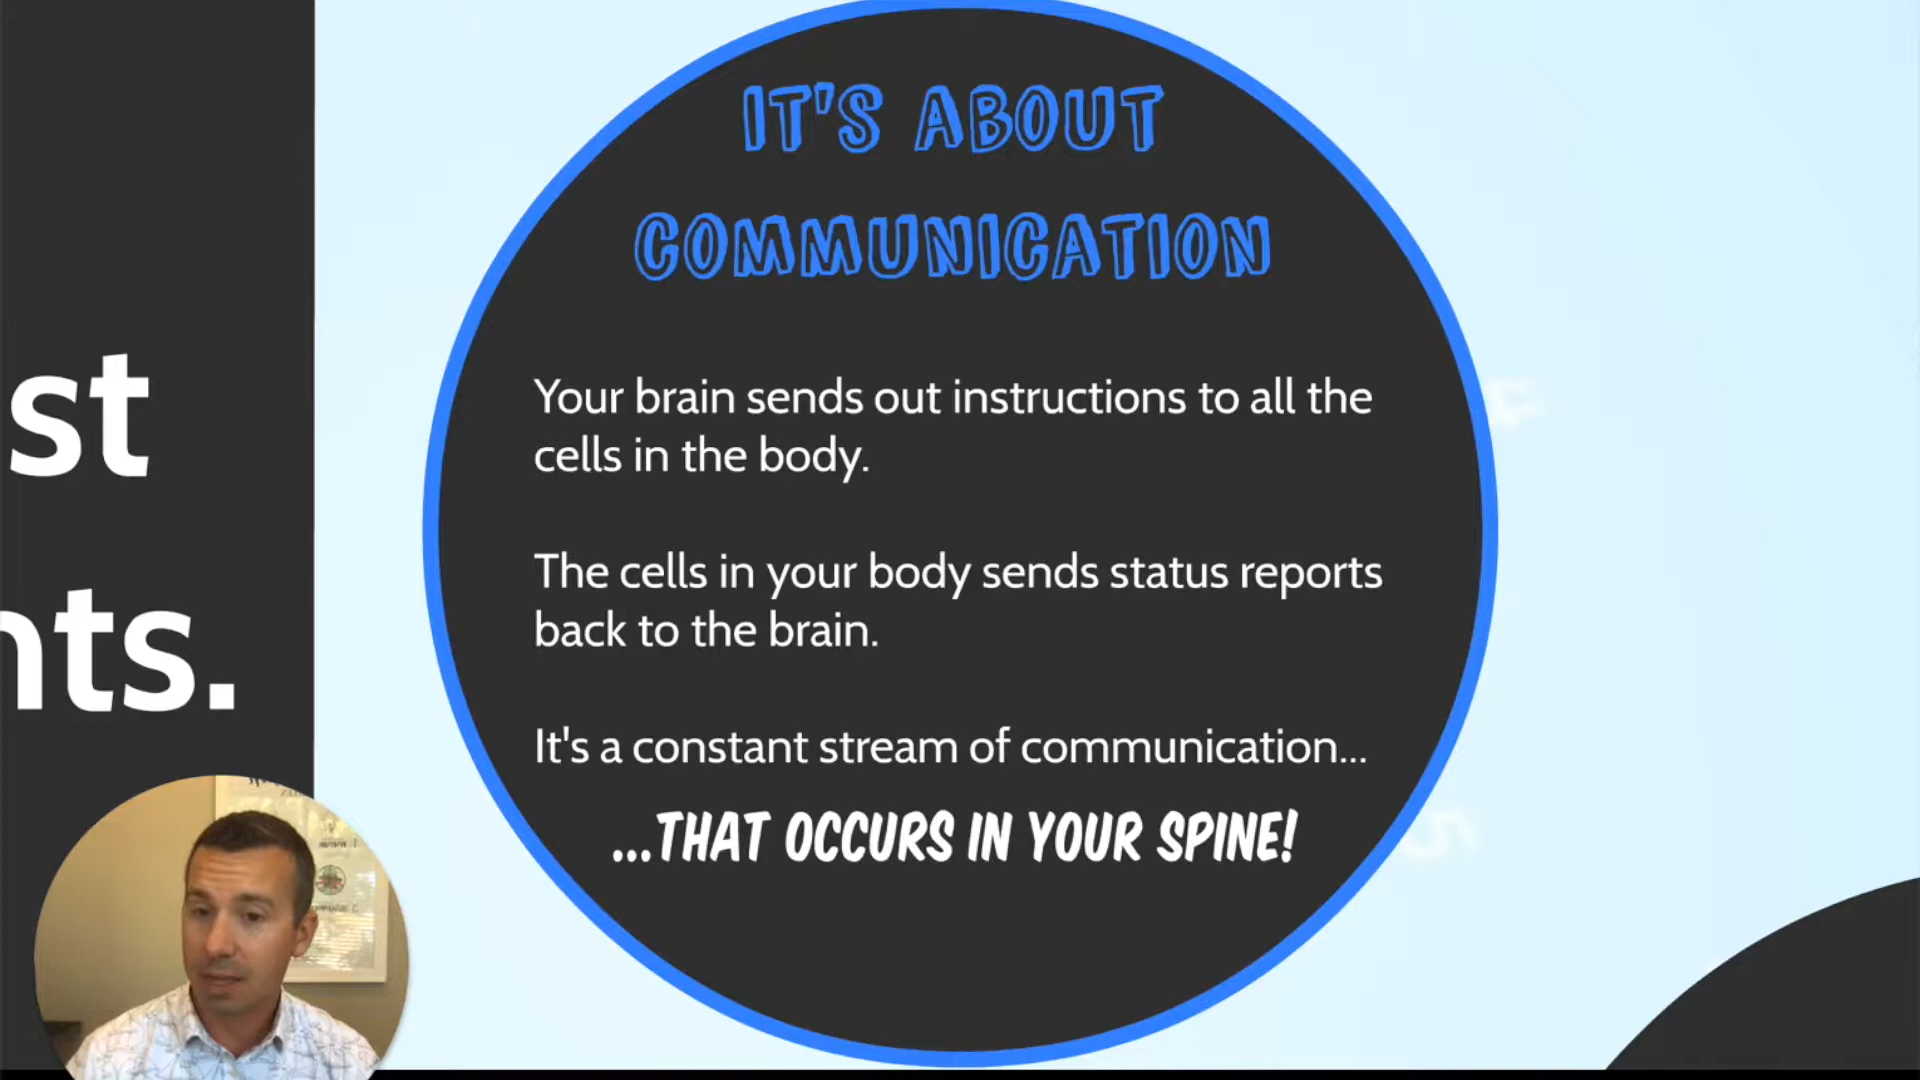 IT'S ABOUT
COMMUNICATION
Your brain sends out instructions to all the
cells in the body.
The cells in your body sends status reports
back to the brain.
It's a constant stream of communication...
...THAT OCCURS IN YOUR SPINE!
st
nts.